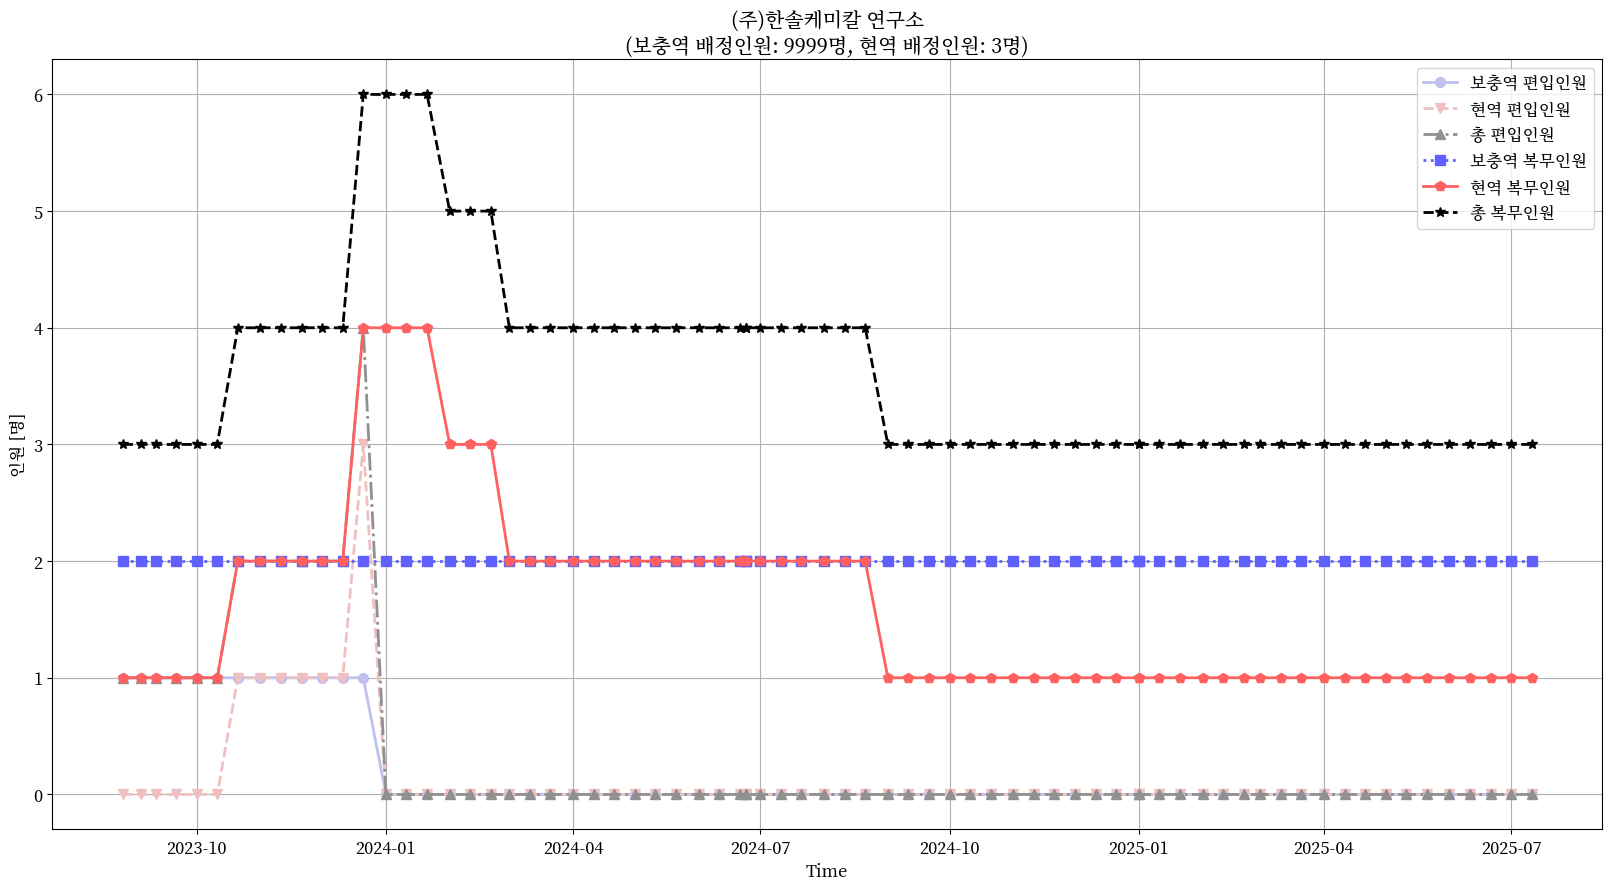 (주)한솔케미칼 연구소
(보충역 배정인원: 9999명, 현역 배정인원: 3명)
보충역 편입인원
현역 편입인원
총 편입인원
보충역 복무인원
현역 복무인원
총 복무인원
인원 [명]
6
5
4
3
2
1
0
2023-10
2024-01
2024-04
2024-07
2024-10
2025-01
2025-04
2025-07
Time